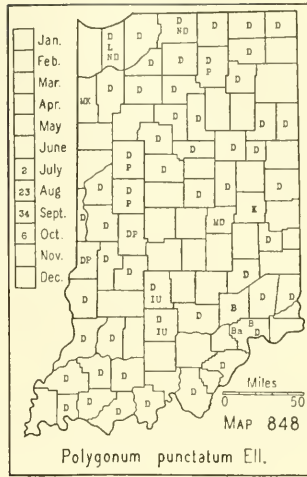 Jan.
Feb.
Mar.
Apr.
May
June
2 July
23 Aug
34 Sept.
6 Oct.
Nov.
Dec.
D D D D D D
L ND
ND
D D D D D
P
MK D D D D
D D D
P
D D D D
P
D DP MD K
DP D D D
D D D
IU
D B D D
IU
D D Ba B
D D D D
D D D D D
Miles
0 50
MAP 848
Polygonum punctatum Ell.